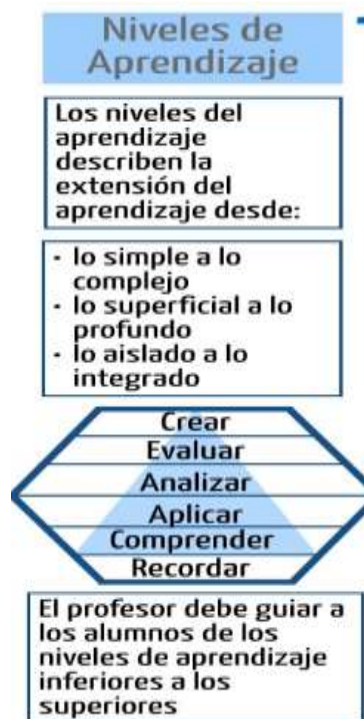 Niveles de
Aprendizaje
Los niveles del
aprendizaje
describen la
extensión del
aprendizaje desde:
- lo simple a lo
complejo
- lo superficial a lo
profundo
- lo aislado a lo
integrado
Crear
Evaluar
Analizar
Aplicar
Comprender
Recordar
El profesor debe guiar a
los alumnos de los
niveles de aprendizaje
inferiores a los
superiores